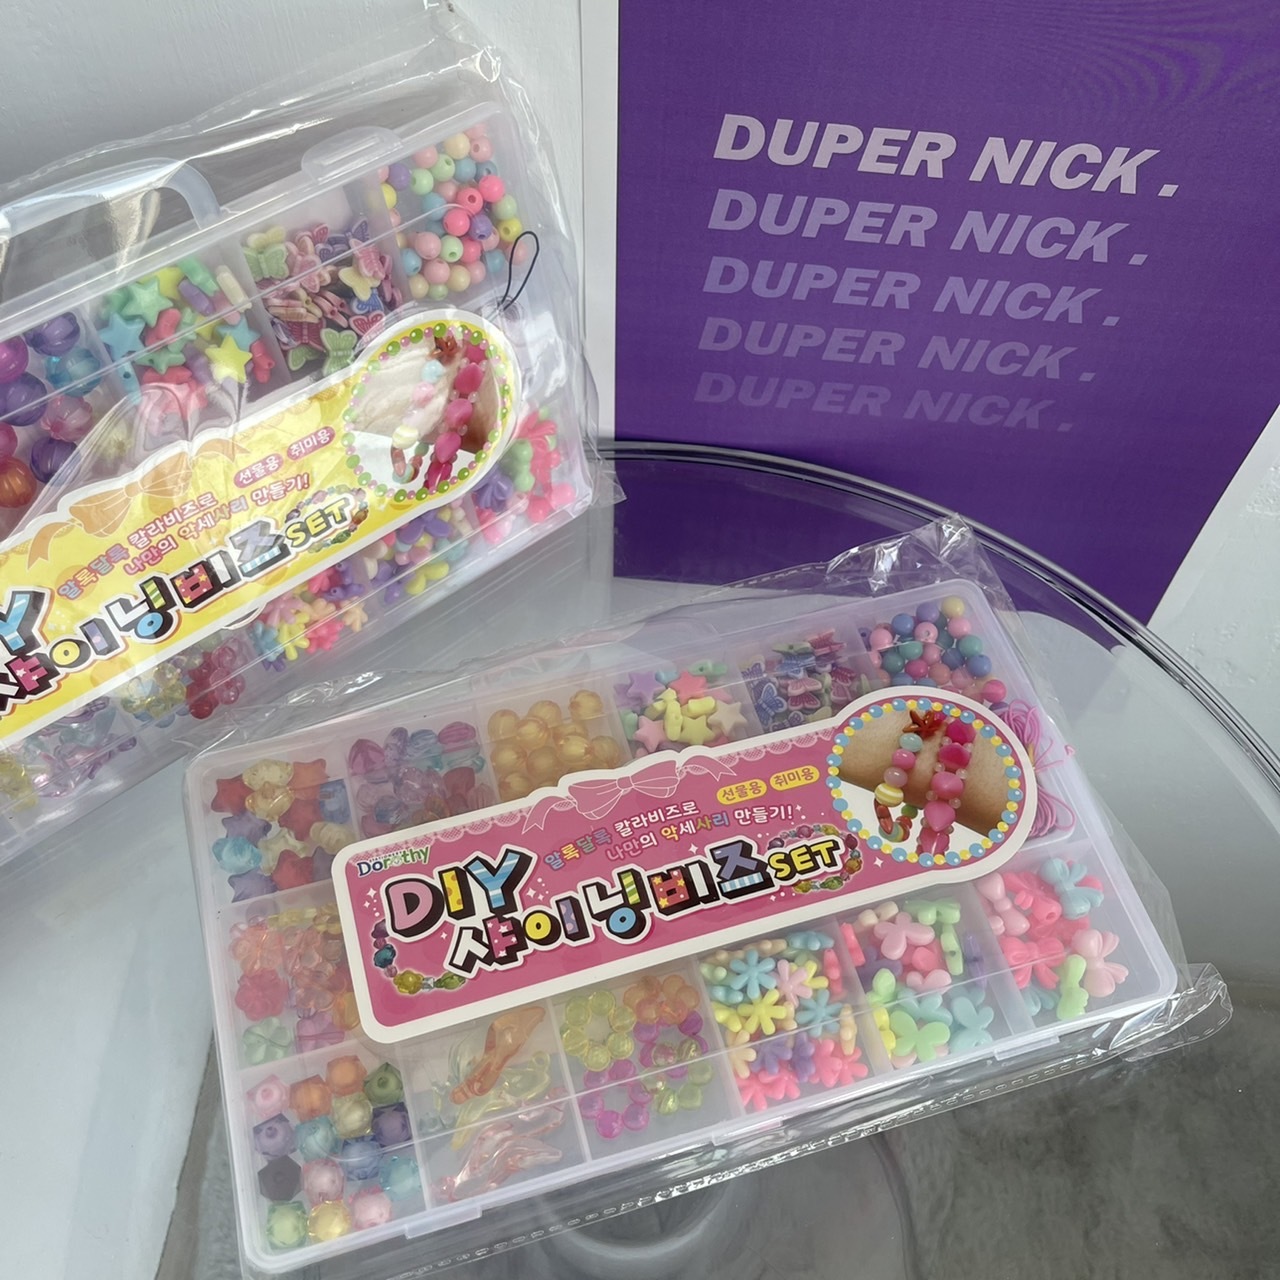 DUPER NICK.
DUPER NICK.
DUPER NICK.
DUPER NICK.
DUPER NICK.
선물용 취미용
알록달록 칼라비즈로
나만의 악세사리 만들기!
Y
샤이닝비즈SET
Dorothy
선물용 취미용
알록달록 칼라비즈로
나만의 악세사리 만들기!
DIY
샤이닝비즈SET